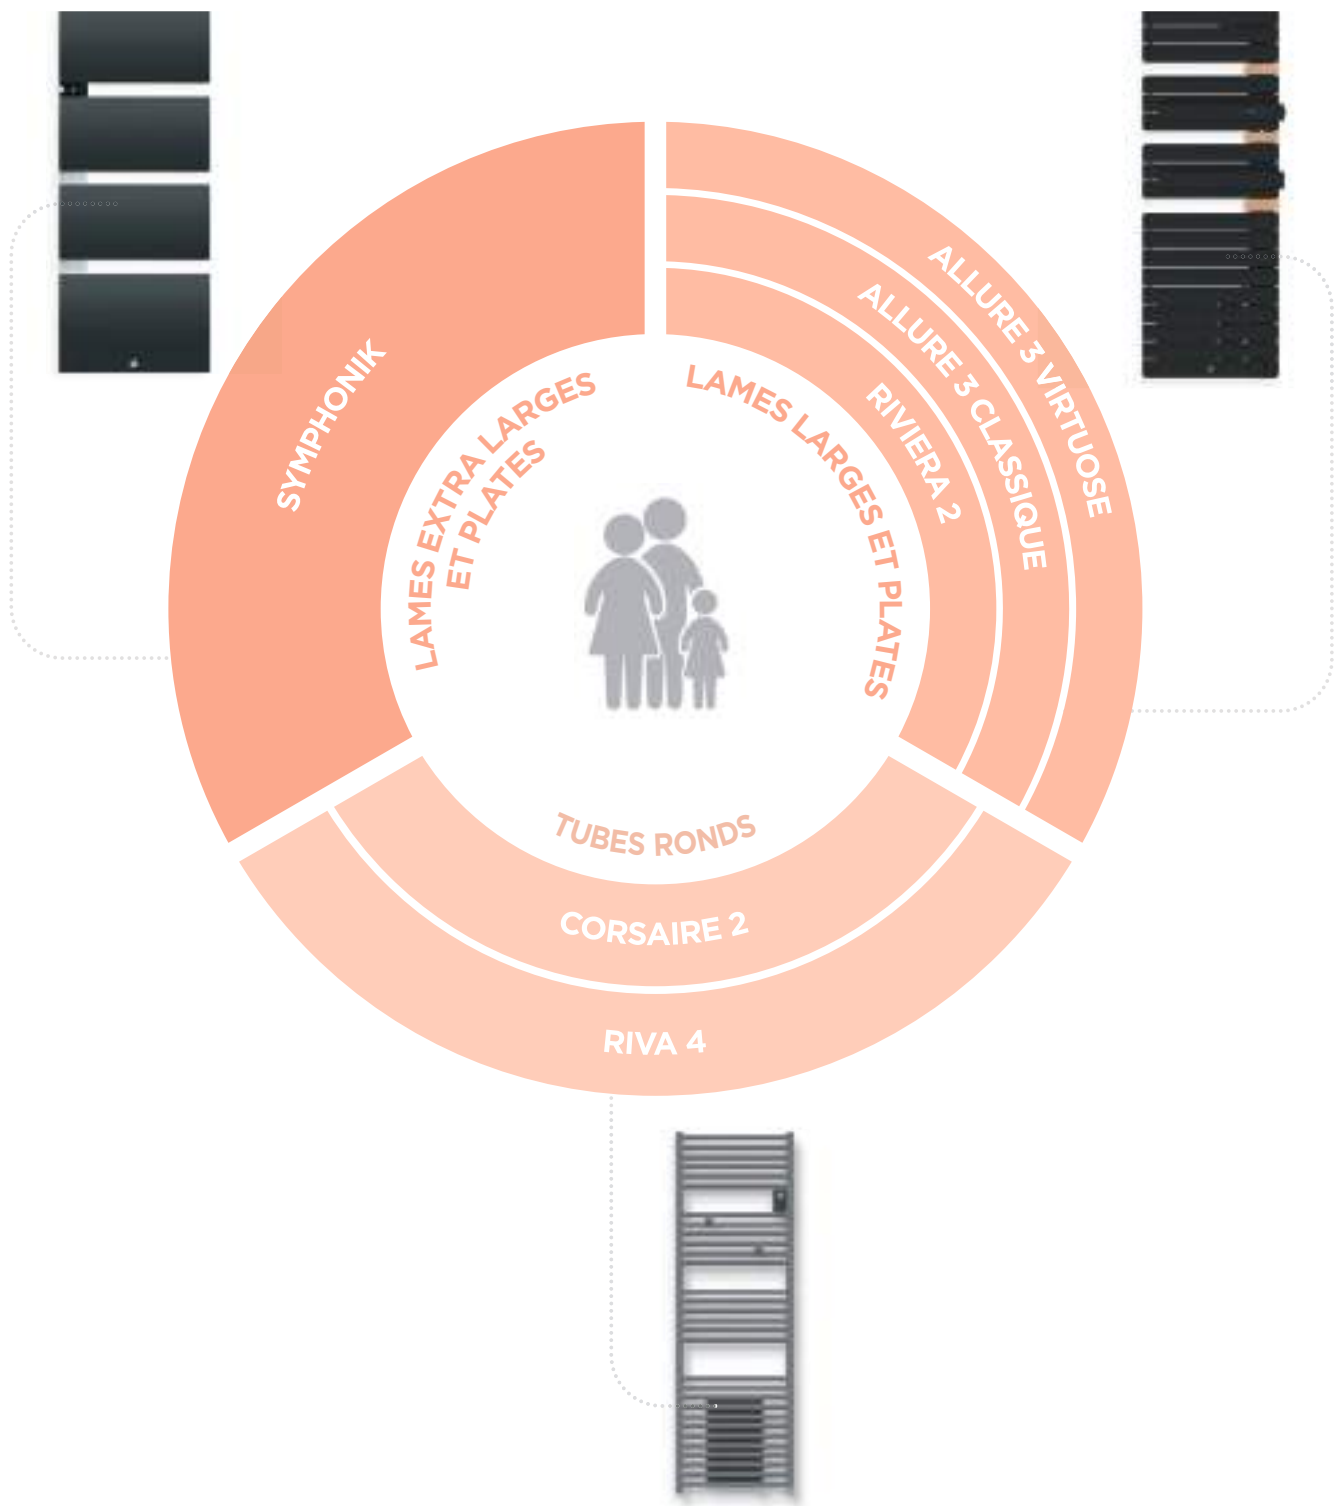 SYMPHONIK
LAMES EXTRA LARGES
ET PLATES
ALLURE 3 VIRTUOSE
ALLURE 3 CLASSIQUE
RIVIERA 2
LAMES LARGES ET PLATES
TUBES RONDS
CORSAIRE 2
RIVA 4